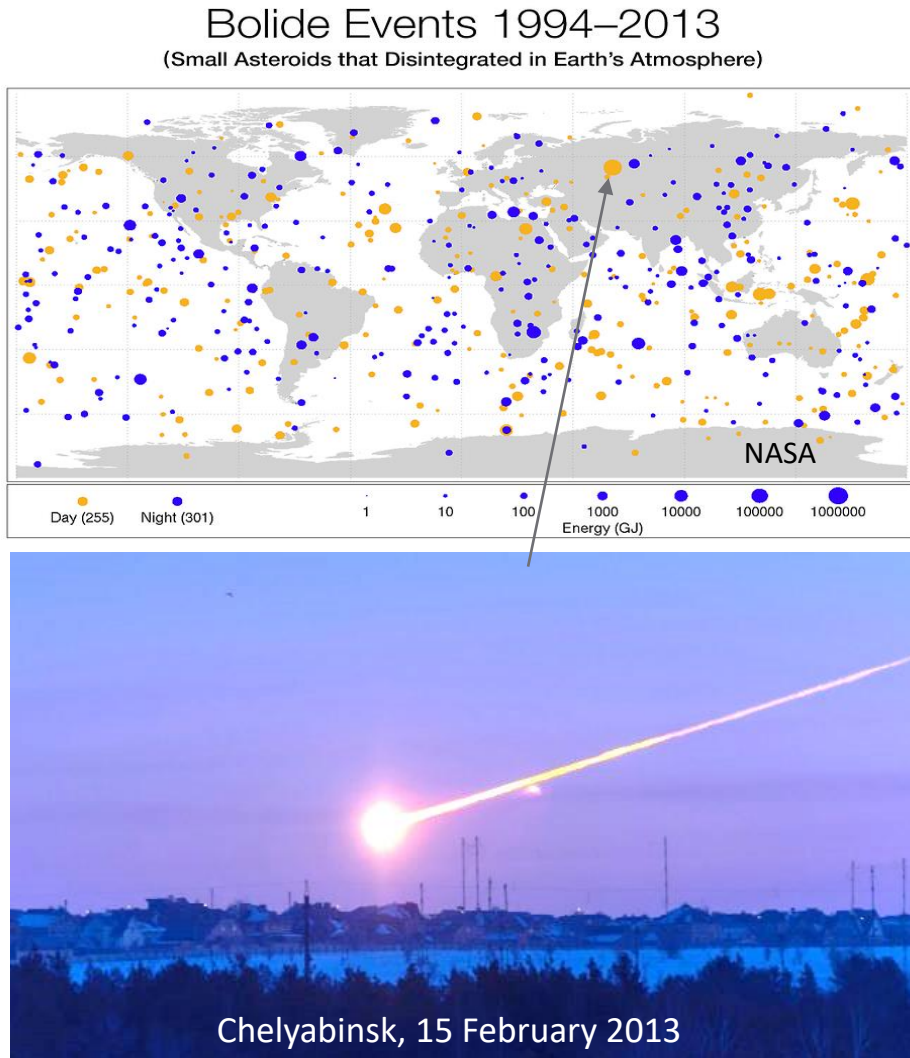 Bolide Events 1994–2013
(Small Asteroids that Disintegrated in Earth's Atmosphere)
NASA
Day (255) Night (301) 1 10 100 1000 10000 100000 1000000
Energy (GJ)
Chelyabinsk, 15 February 2013